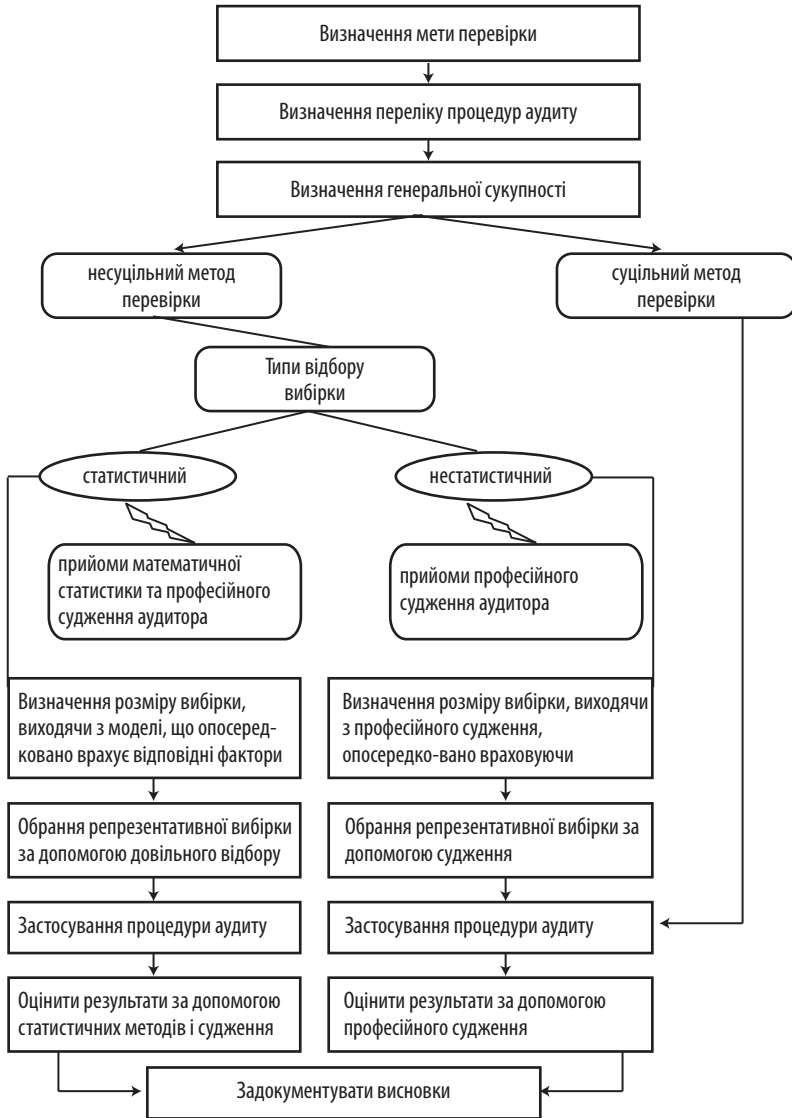 Визначення мети перевірки
Визначення переліку процедур аудиту
Визначення генеральної сукупності
несуцільний метод
перевірки
суцільний метод
перевірки
Типи відбору
вибірки
статистичний
нестатистичний
прийоми математичної
статистики та професійного
судження аудитора
прийоми професійного
судження аудитора
Визначення розміру вибірки,
виходячи з моделі, що опосеред-
ковано врахує відповідні фактори
Визначення розміру вибірки, виходячи
з професійного судження,
опосередко-вано враховуючи
Обрання репрезентативної вибірки
за допомогою довільного відбору
Обрання репрезентативної вибірки за
допомогою судження
Застосування процедури аудиту
Застосування процедури аудиту
Оцінити результати за допомогою
статистичних методів і судження
Оцінити результати за допомогою
професійного судження
Задокументувати висновки